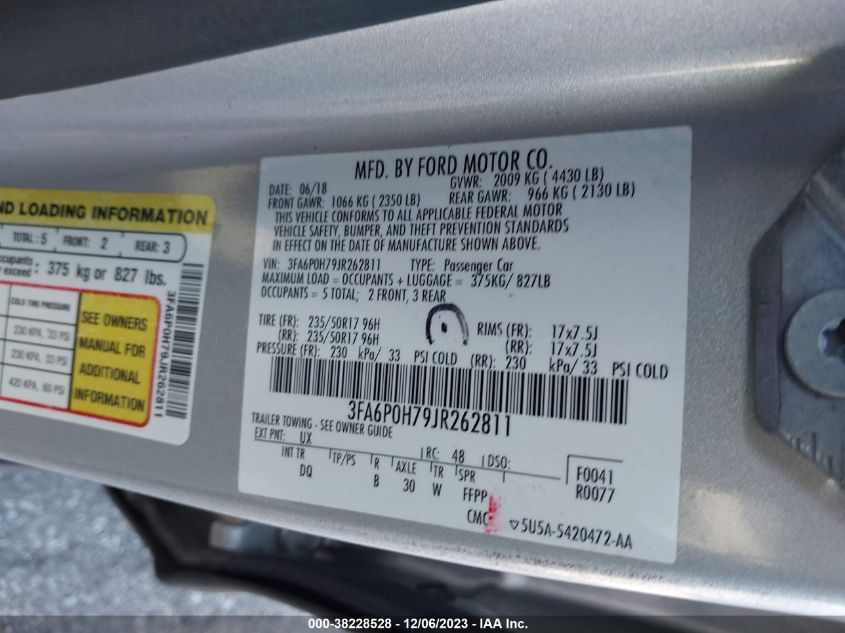 ND LOADING INFORMATION
TOTAL: 5 FRONT: 2 REAR: 3
cupants
exceed : 375 kg or 827 lbs.
COLD TIRE PRESSURE
230 KPA, 33 PSI
230 KPA, 33 PSI
420 KPA, 60 PSI
SEE OWNERS
MANUAL FOR
ADDITIONAL
INFORMATION
3FA6P0H79JR262811
MFD. BY FORD MOTOR CO.
DATE: 06/18 GVWR: 2009 KG ( 4430 LB)
FRONT GAWR: 1066 KG ( 2350 LB) REAR GAWR: 966 KG ( 2130 LB)
THIS VEHICLE CONFORMS TO ALL APPLICABLE FEDERAL MOTOR
VEHICLE SAFETY, BUMPER, AND THEFT PREVENTION STANDARDS
IN EFFECT ON THE DATE OF MANUFACTURE SHOWN ABOVE.
VIN: 3FA6P0H79JR262811 TYPE: Passenger Car
MAXIMUM LOAD = OCCUPANTS + LUGGAGE = 375KG/ 827LB
OCCUPANTS = 5 TOTAL; 2 FRONT, 3 REAR
TIRE (FR): 235/50R17 96H RIMS (FR): 17x7.5J
(RR): 235/50R17 96H (RR): 17x7.5J
PRESSURE (FR): 230 kPa/ 33 PSI COLD (RR): 230 kPa/ 33 PSI COLD
3FA6P0H79JR262811
TRAILER TOWING - SEE OWNER GUIDE
EXT PNT: UX RC: 48 DSO: F0041
INT TR TP/PS R AXLE TR SPR R0077
DQ B 30 W FFPP
CMC ▽5U5A-5420472-AA
000-38228528 - 12/06/2023 - IAA Inc.